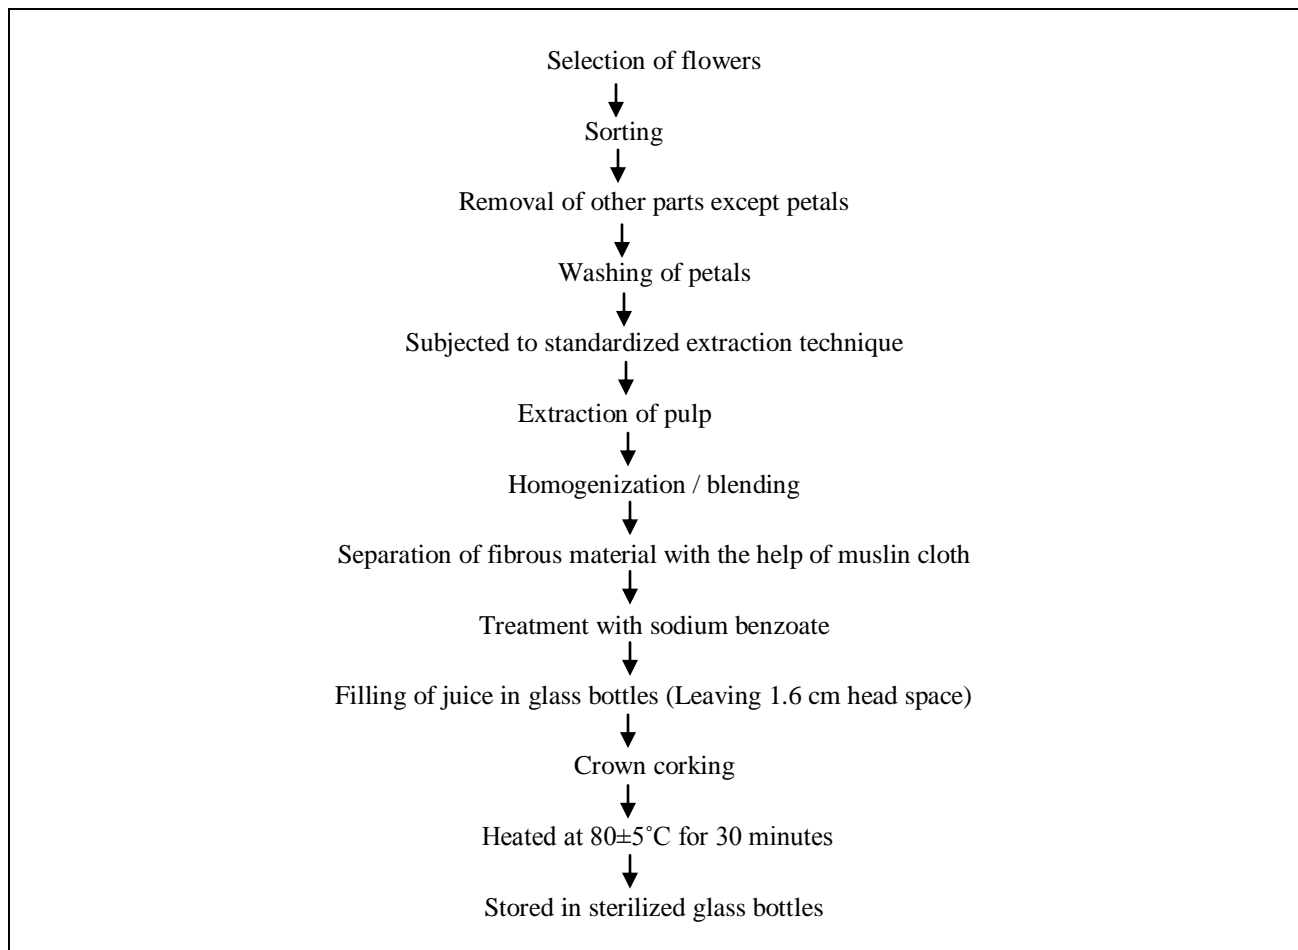 Selection of flowers
Sorting
Removal of other parts except petals
Washing of petals
Subjected to standardized extraction technique
Extraction of pulp
Homogenization / blending
Separation of fibrous material with the help of muslin cloth
Treatment with sodium benzoate
Filling of juice in glass bottles (Leaving 1.6 cm head space)
Crown corking
Heated at 80±5˚C for 30 minutes
Stored in sterilized glass bottles